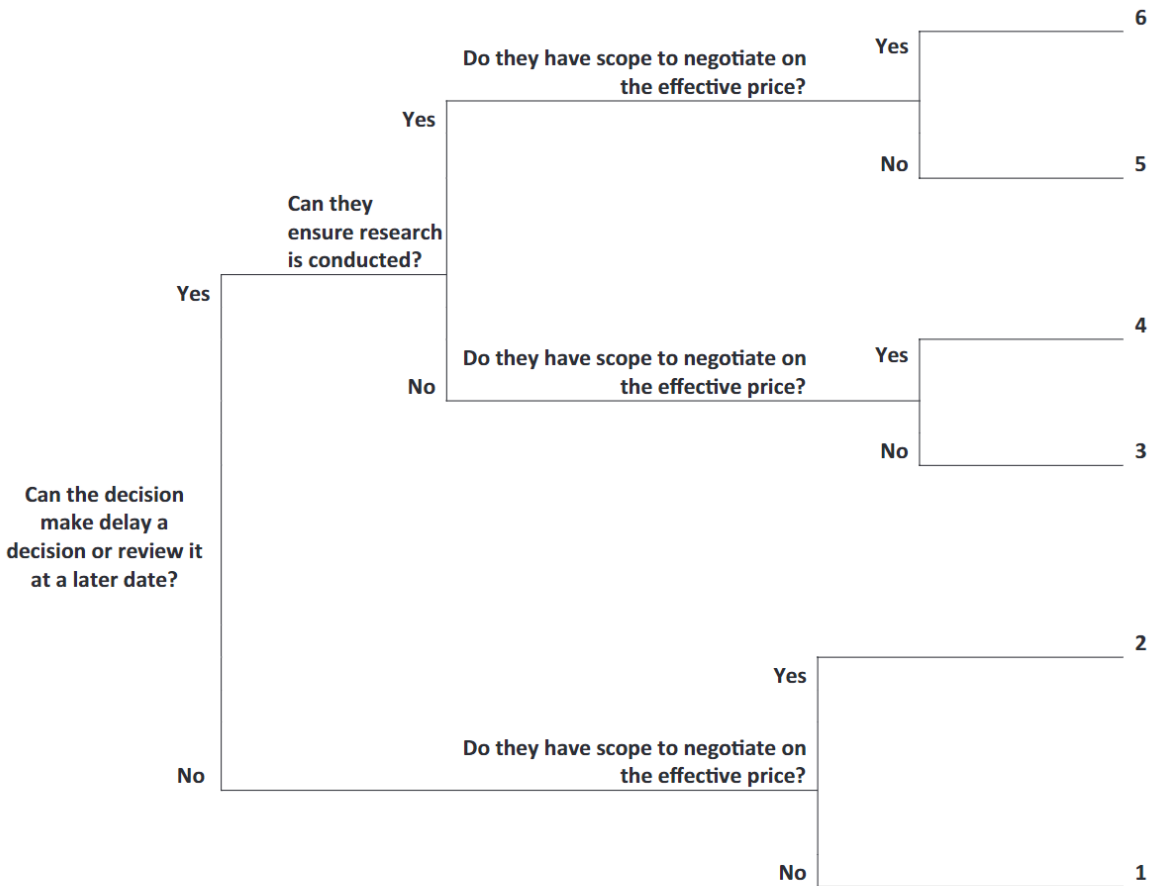 6
Do they have scope to negotiate on
the effective price?
Yes
Yes
No
5
Can they
ensure research
is conducted?
Yes
4
Do they have scope to negotiate on
the effective price?
Yes
No
No
3
Can the decision
make delay a
decision or review it
at a later date?
2
Yes
Do they have scope to negotiate on
the effective price?
No
No
1